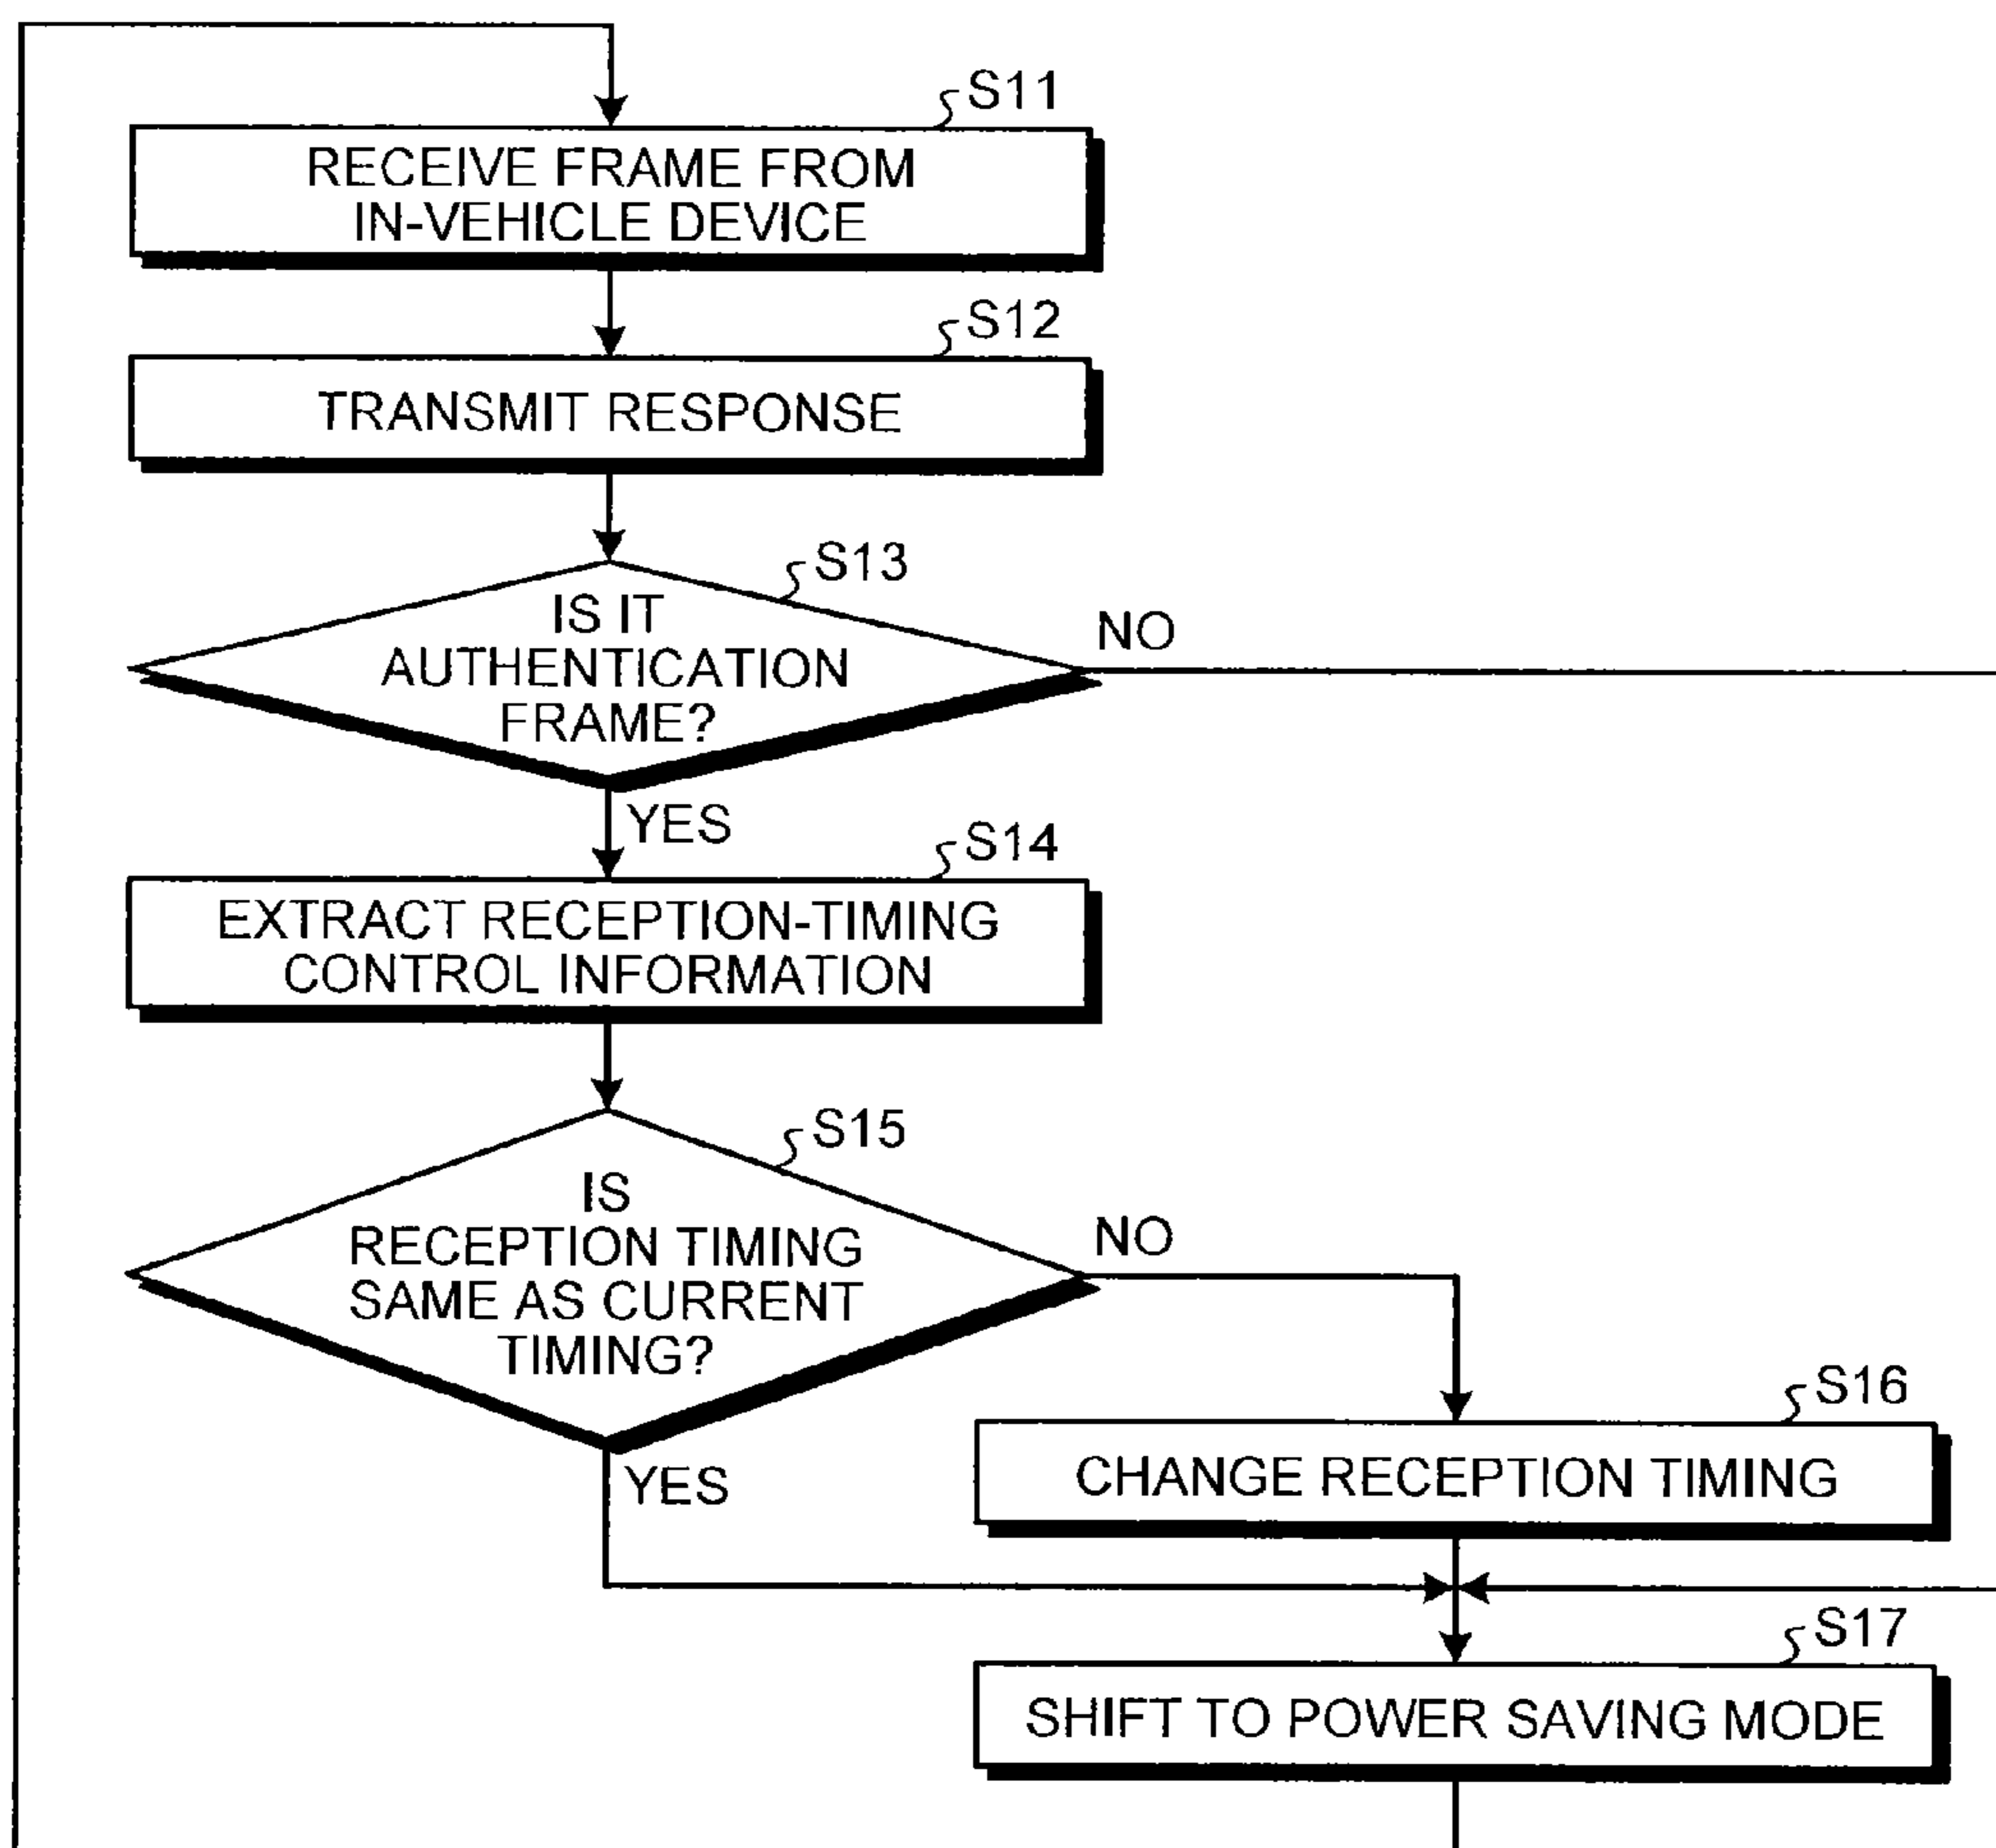 S11
RECEIVE FRAME FROM
IN-VEHICLE DEVICE
S12
TRANSMIT RESPONSE
S13
IS IT
AUTHENTICATION
FRAME?
NO
YES
S14
EXTRACT RECEPTION-TIMING
CONTROL INFORMATION
S15
IS
RECEPTION TIMING
SAME AS CURRENT
TIMING?
NO
YES
S16
CHANGE RECEPTION TIMING
S17
SHIFT TO POWER SAVING MODE